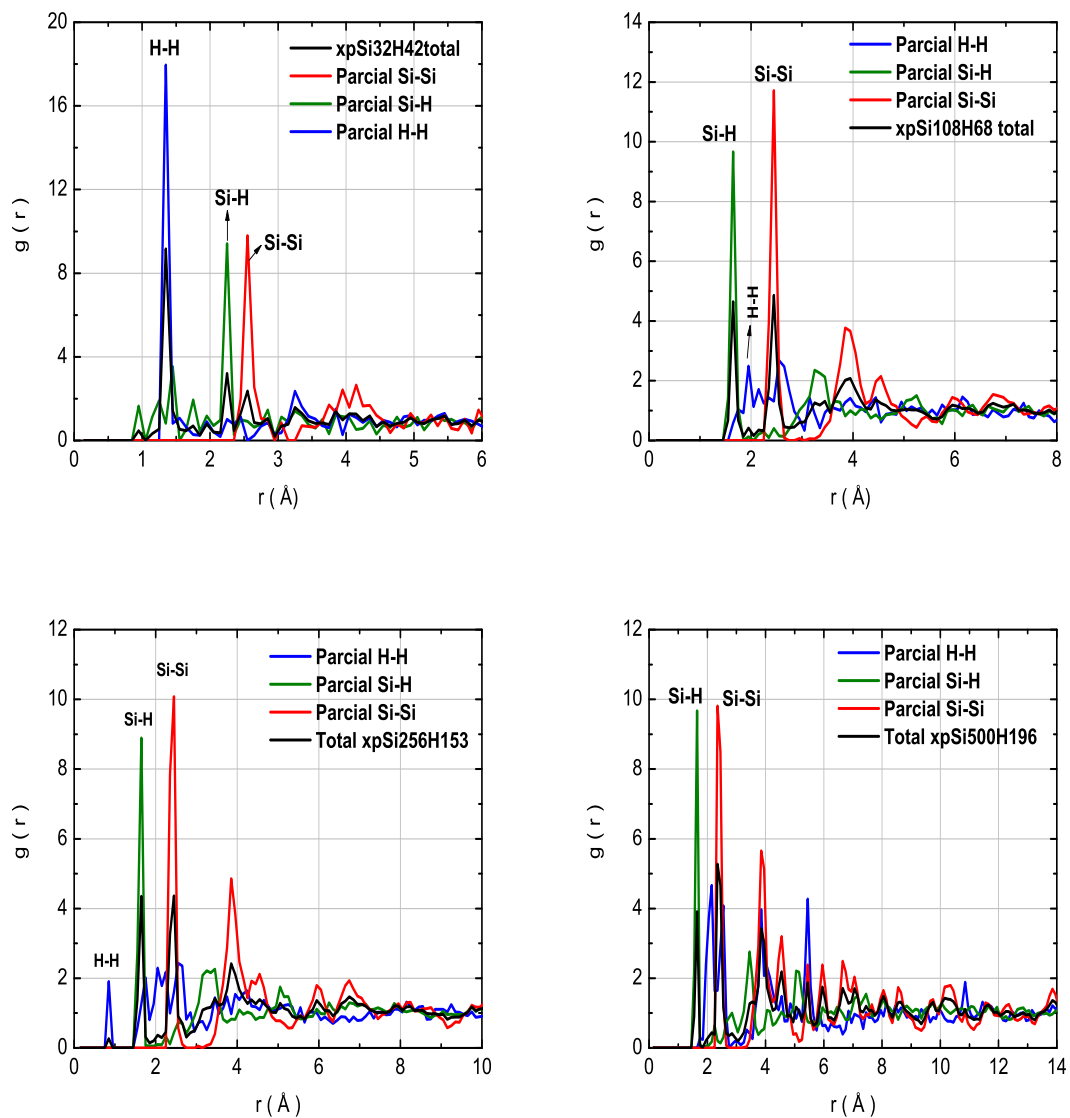 20
16
12
8
4
0
g ( r )
H-H
Si-H
Si-Si
xpSi32H42total
Parcial Si-Si
Parcial Si-H
Parcial H-H
0 1 2 3 4 5 6
r ( Å)
14
12
10
8
6
4
2
0
g ( r )
Si-Si
Si-H
H-H
Parcial H-H
Parcial Si-H
Parcial Si-Si
xpSi108H68 total
0 2 4 6 8
r ( Å )
12
10
8
6
4
2
0
g ( r )
Si-Si
Si-H
H-H
Parcial H-H
Parcial Si-H
Parcial Si-Si
Total xpSi256H153
0 2 4 6 8 10
r ( Å )
12
10
8
6
4
2
0
g ( r )
Si-H
Si-Si
Parcial H-H
Parcial Si-H
Parcial Si-Si
Total xpSi500H196
0 2 4 6 8 10 12 14
r ( Å )